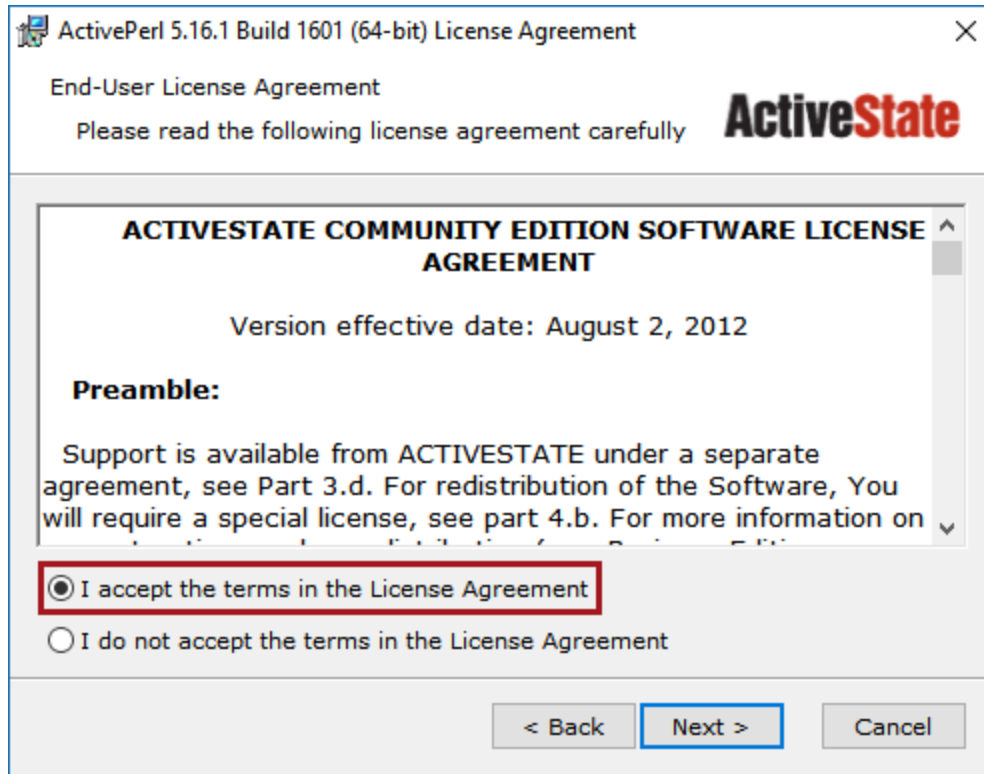 ActivePerl 5.16.1 Build 1601 (64-bit) License Agreement
End-User License Agreement
Please read the following license agreement carefully
ActiveState
ACTIVESTATE COMMUNITY EDITION SOFTWARE LICENSE
AGREEMENT
Version effective date: August 2, 2012
Preamble:
Support is available from ACTIVESTATE under a separate
agreement, see Part 3.d. For redistribution of the Software, You
will require a special license, see part 4.b. For more information on
I accept the terms in the License Agreement
I do not accept the terms in the License Agreement
< Back
Next >
Cancel